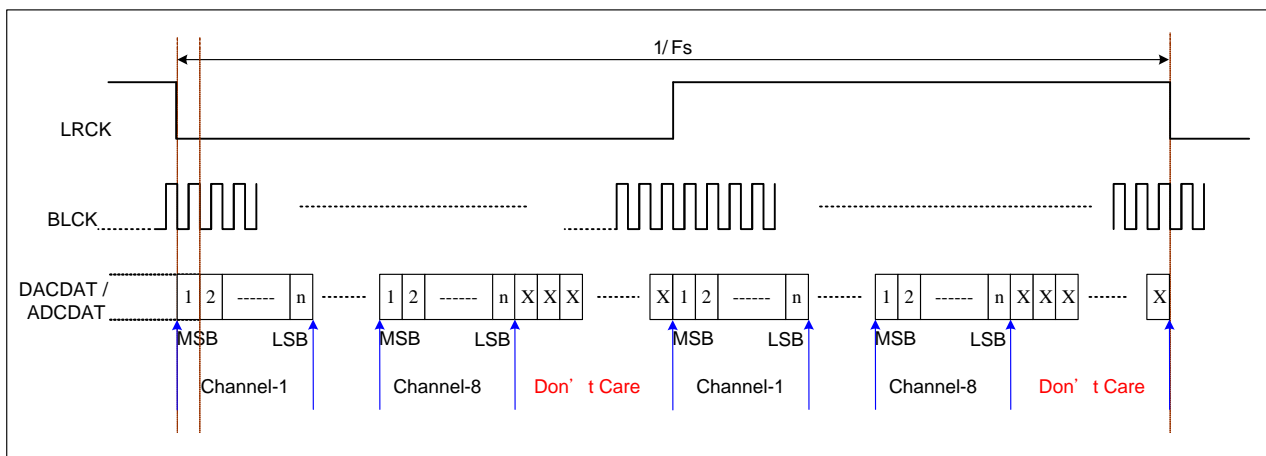 1/ Fs
LRCK
BLCK
DACDAT /
ADCDAT
1 2 ------ n 1 2 ------ n X X X X 1 2 ------ n 1 2 ------ n X X X X
MSB LSB MSB LSB MSB LSB MSB LSB
Channel-1 Channel-8 Don’ t Care Channel-1 Channel-8 Don’ t Care